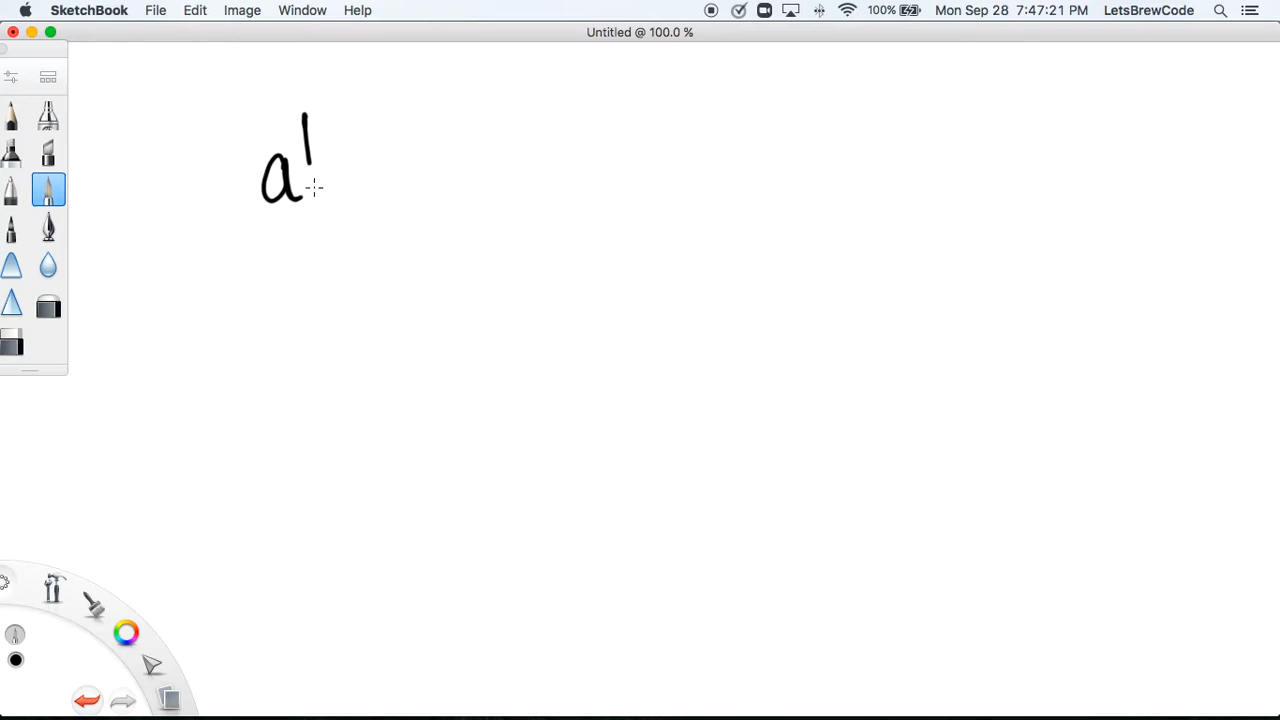 SketchBook File Edit Image Window Help 100% Mon Sep 28 7:47:21 PM LetsBrewCode
Untitled @ 100.0 %
a